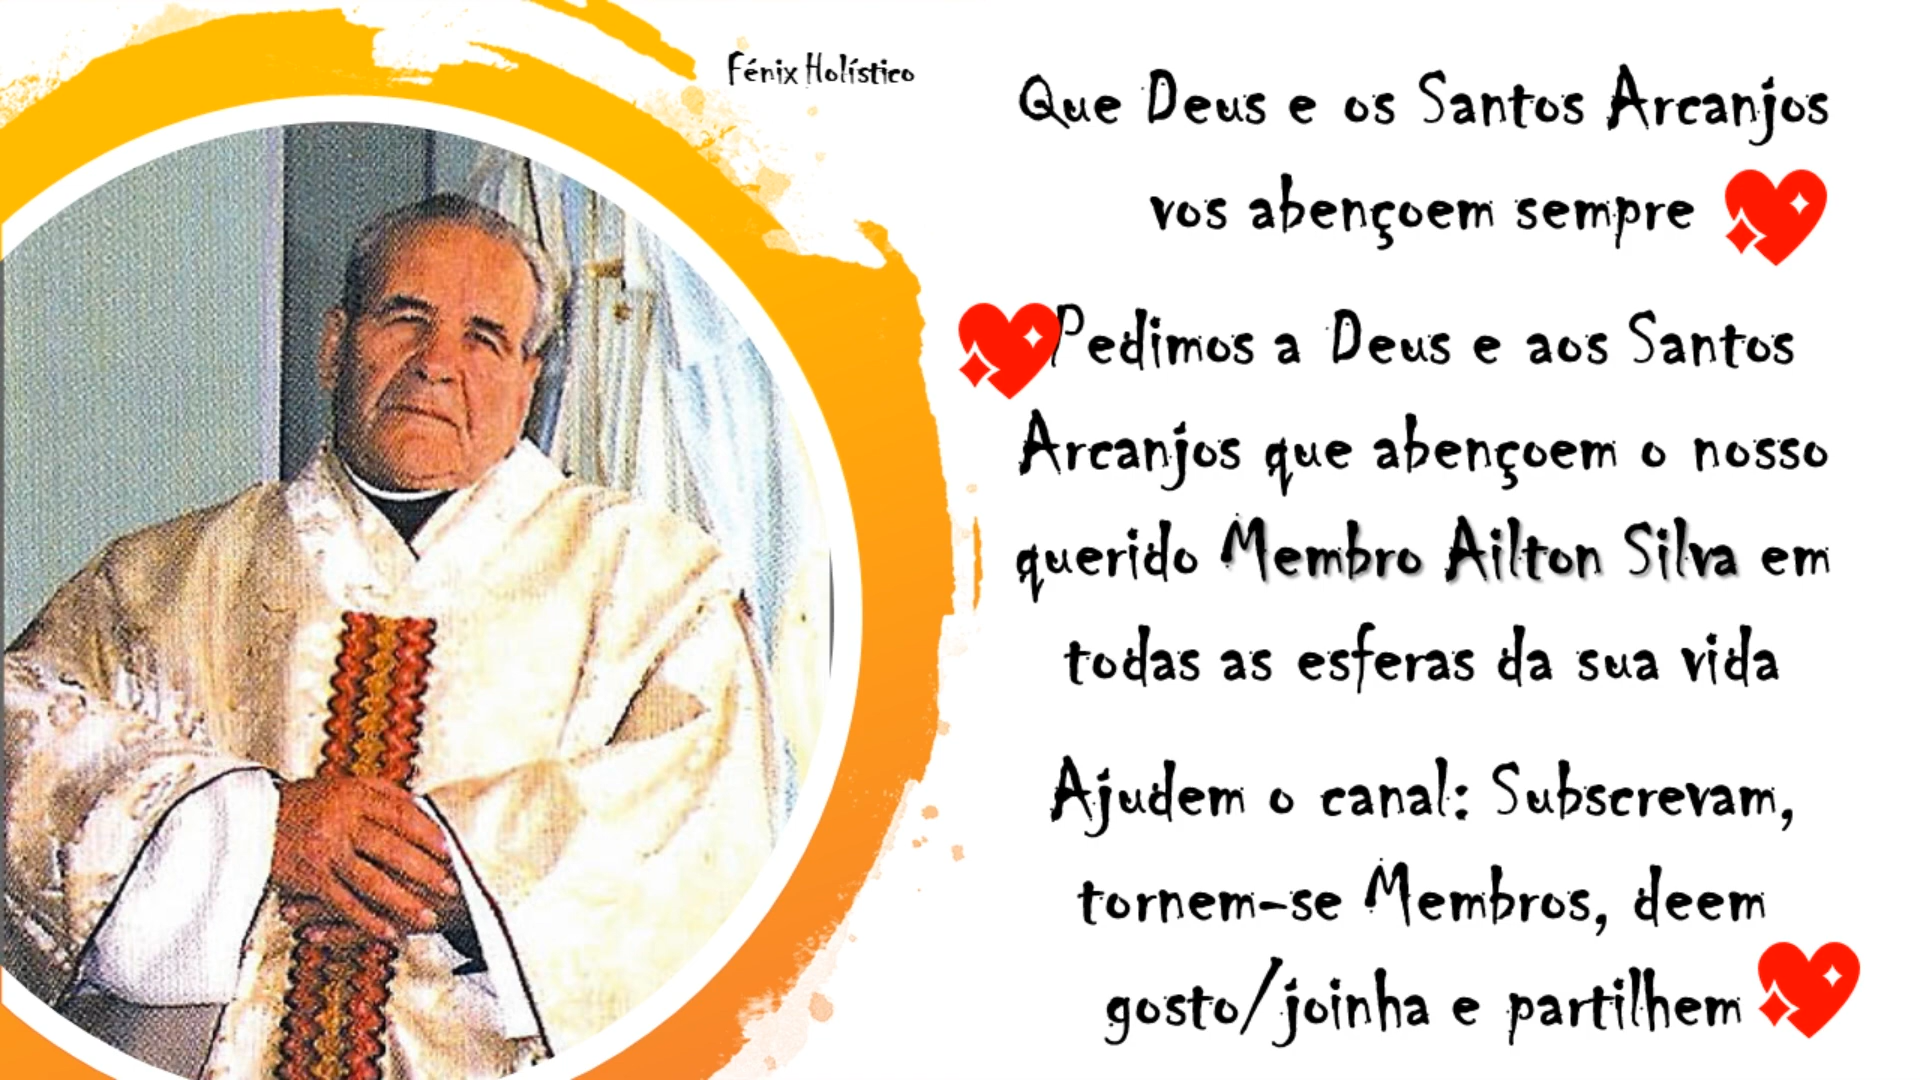 Fénix Holístico
Que Deus e os Santos Arcanjos
vos abençoem sempre
Pedimos a Deus e aos Santos
Arcanjos que abençoem o nosso
querido Membro Ailton Silva em
todas as esferas da sua vida
Ajudem o canal: Subscrevam,
tornem-se Membros, deem
gosto/joinha e partilhem